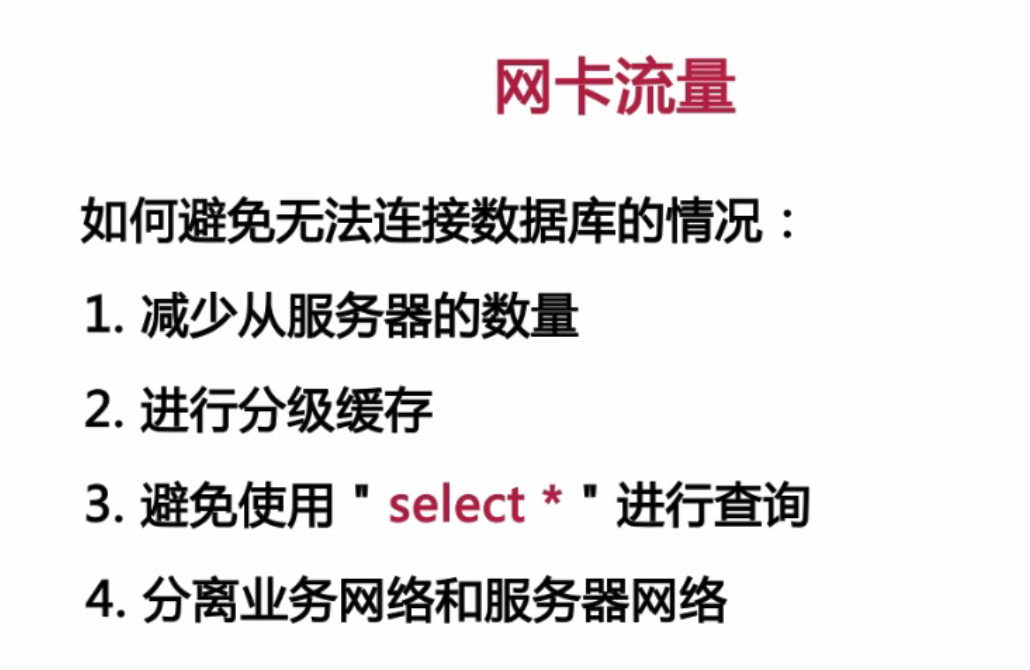 网卡流量
如何避免无法连接数据库的情况：
1. 减少从服务器的数量
2. 进行分级缓存
3. 避免使用 " select * " 进行查询
4. 分离业务网络和服务器网络